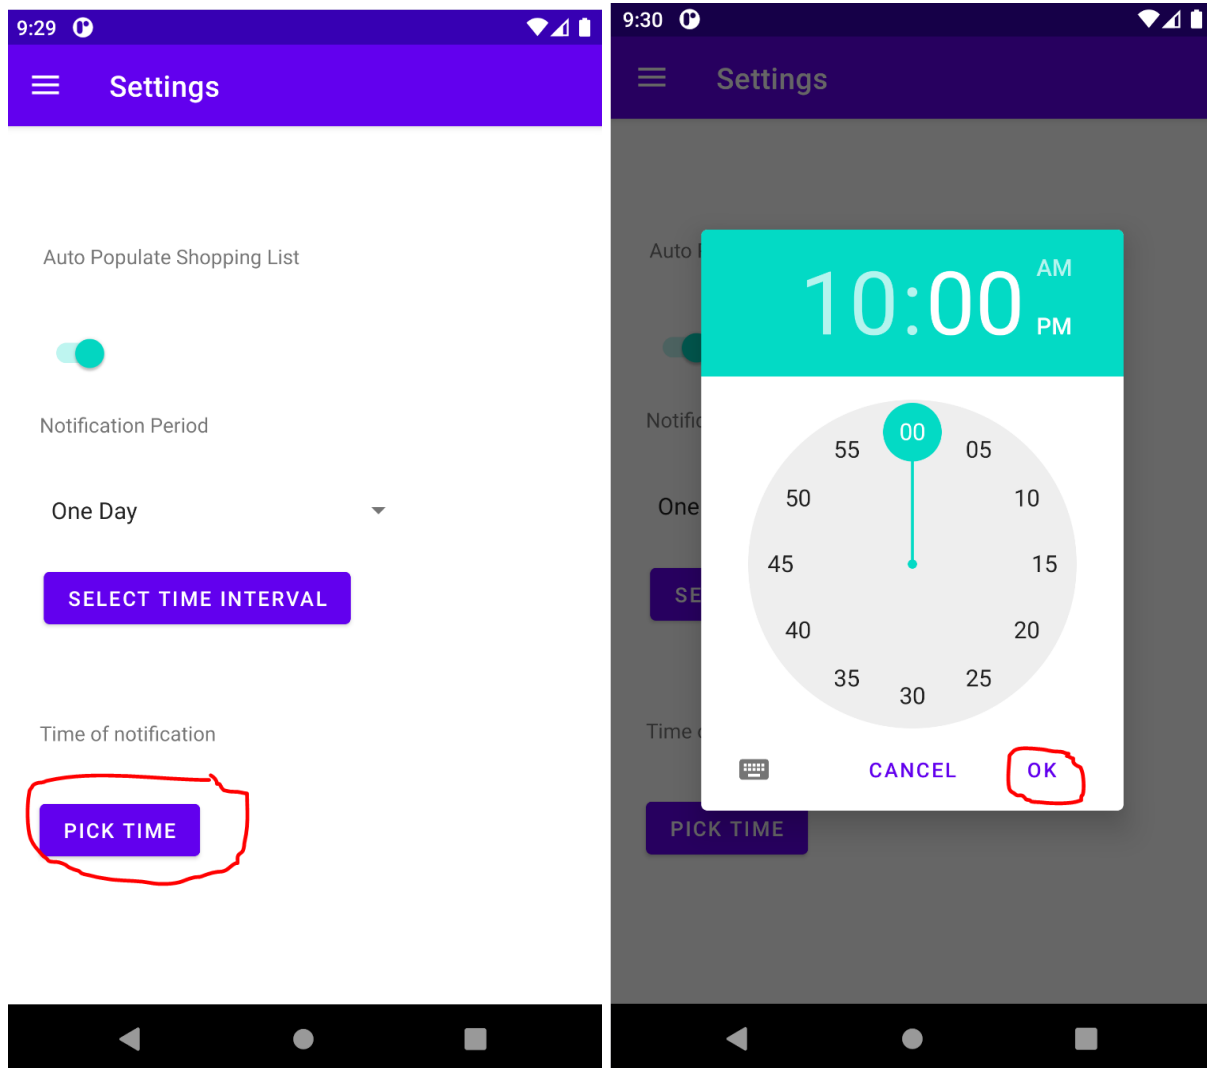 9:29
Settings
Auto Populate Shopping List
Notification Period
One Day
SELECT TIME INTERVAL
Time of notification
PICK TIME
9:30
Settings
Auto
10:00
AM
PM
Notific
One
SE
Time
00
05
10
15
20
25
30
35
40
45
50
55
CANCEL
OK
PICK TIME